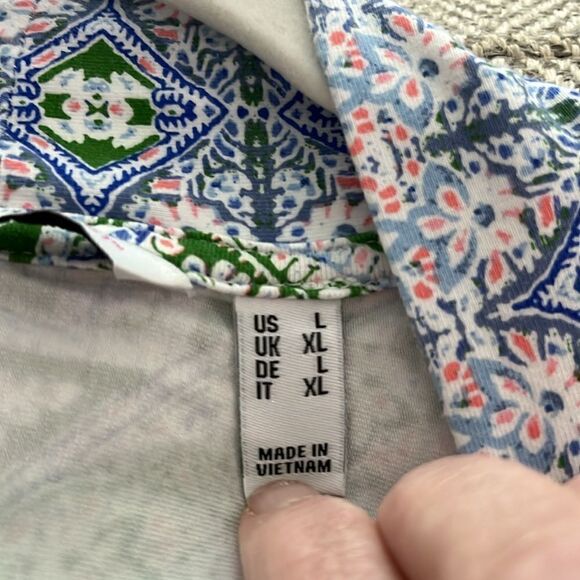 US L
UK XL
DE L
IT XL
MADE IN
VIETNAM